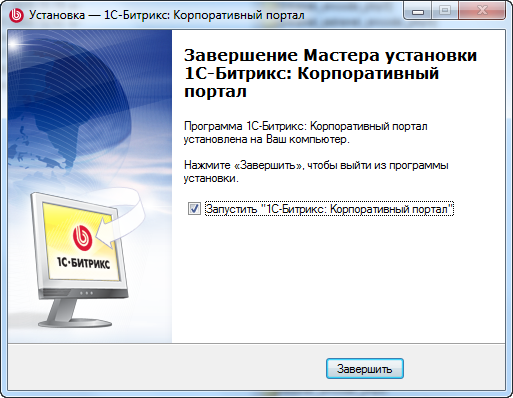 Установка — 1С-Битрикс: Корпоративный портал
Завершение Мастера установки
1С-Битрикс: Корпоративный
портал
Программа 1С-Битрикс: Корпоративный портал
установлена на Ваш компьютер.
Нажмите «Завершить», чтобы выйти из программы
установки.
Запустить "1С-Битрикс: Корпоративный портал"
1С·БИТРИКС
Завершить